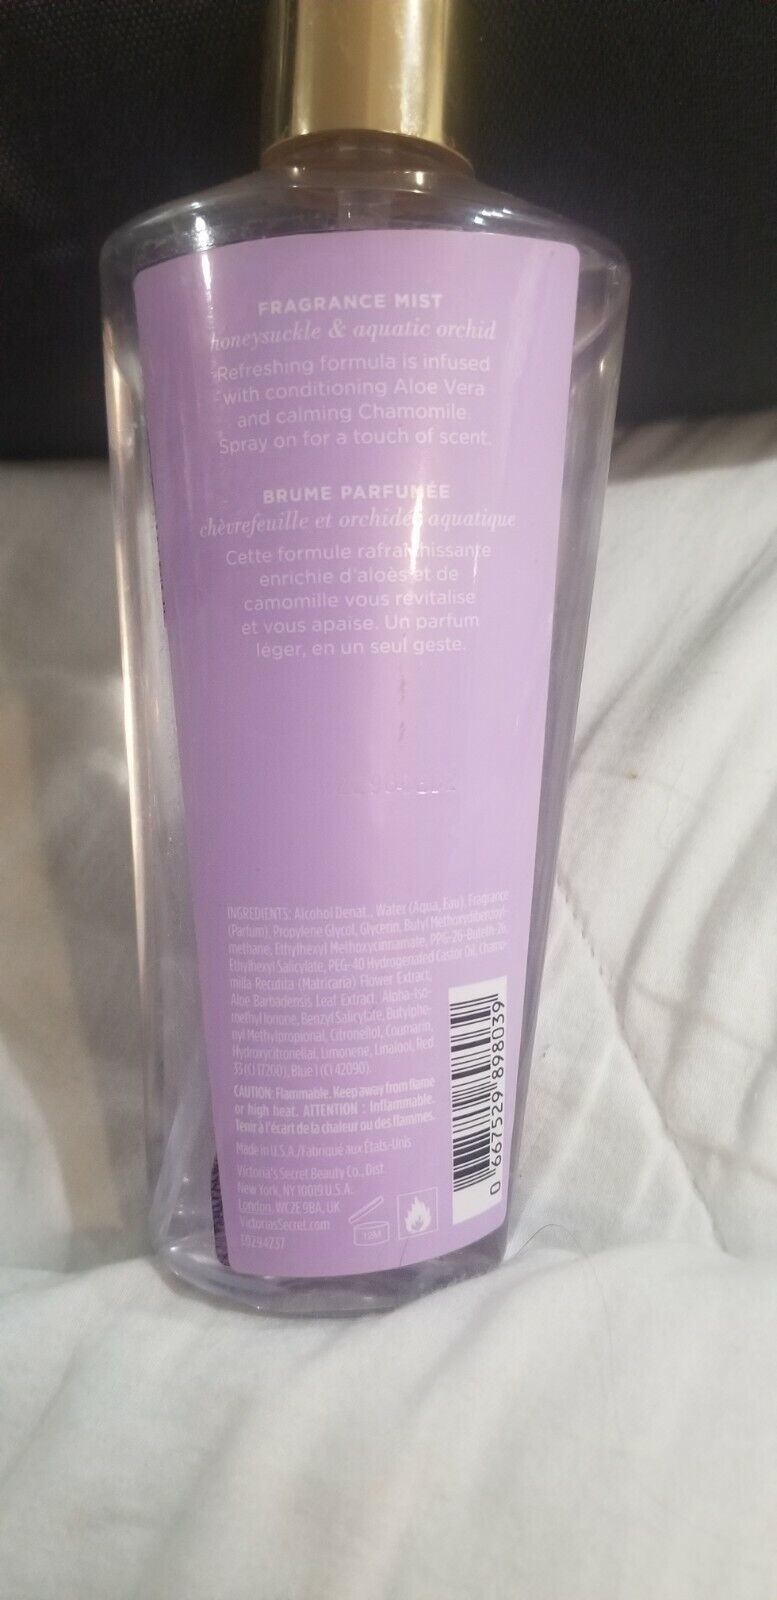 FRAGRANCE MIST
honeysuckle & aquatic orchid
Refreshing formula is infused
with conditioning Aloe Vera
and calming Chamomile.
Spray on for a touch of scent.
BRUME PARFUMÉE
chèvrefeuille et orchidée aquatique
Cette formule rafraîchissante
enrichie d'aloès et de
camomille vous revitalise
et vous apaise. Un parfum
léger, en un seul geste.
INGREDIENTS: Alcohol Denat., Water (Aqua, Eau), Fragrance
(Parfum), Propylene Glycol, Glycerin, Butyl Methoxydibenzoyl-
methane, Ethylhexyl Methoxycinnamate, PPG-26-Buteth-26,
Ethylhexyl Salicylate, PEG-40 Hydrogenated Castor Oil, Chamo-
milla Recutita (Matricaria) Flower Extract,
Aloe Barbadensis Leaf Extract, Alpha-Iso-
methyl Ionone, Benzyl Salicylate, Butylphe-
nyl Methylpropional, Citronellol, Coumarin,
Hydroxycitronellal, Limonene, Linalool, Red
33 (CI 17200), Blue 1 (CI 42090).
CAUTION: Flammable. Keep away from flame
or high heat. ATTENTION : Inflammable.
Tenir à l'écart de la chaleur ou des flammes.
Made in U.S.A./Fabriqué aux États-Unis
Victoria's Secret Beauty Co., Dist.
New York, NY 10019 U.S.A.
London, WC2E 9BA, UK
VictoriasSecret.com
10294737
12M
0 667529 898039